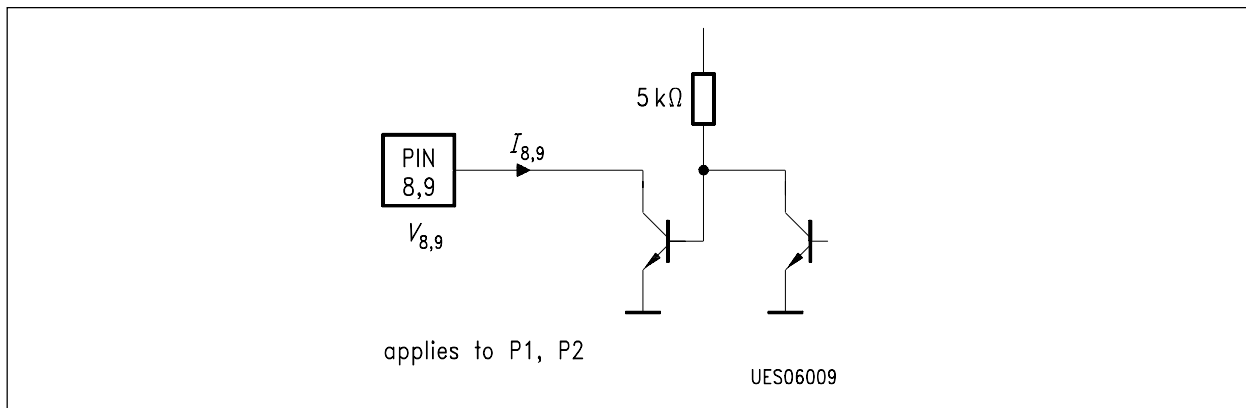 5 kΩ
PIN
8,9
I8,9
V8,9
applies to P1, P2
UES06009